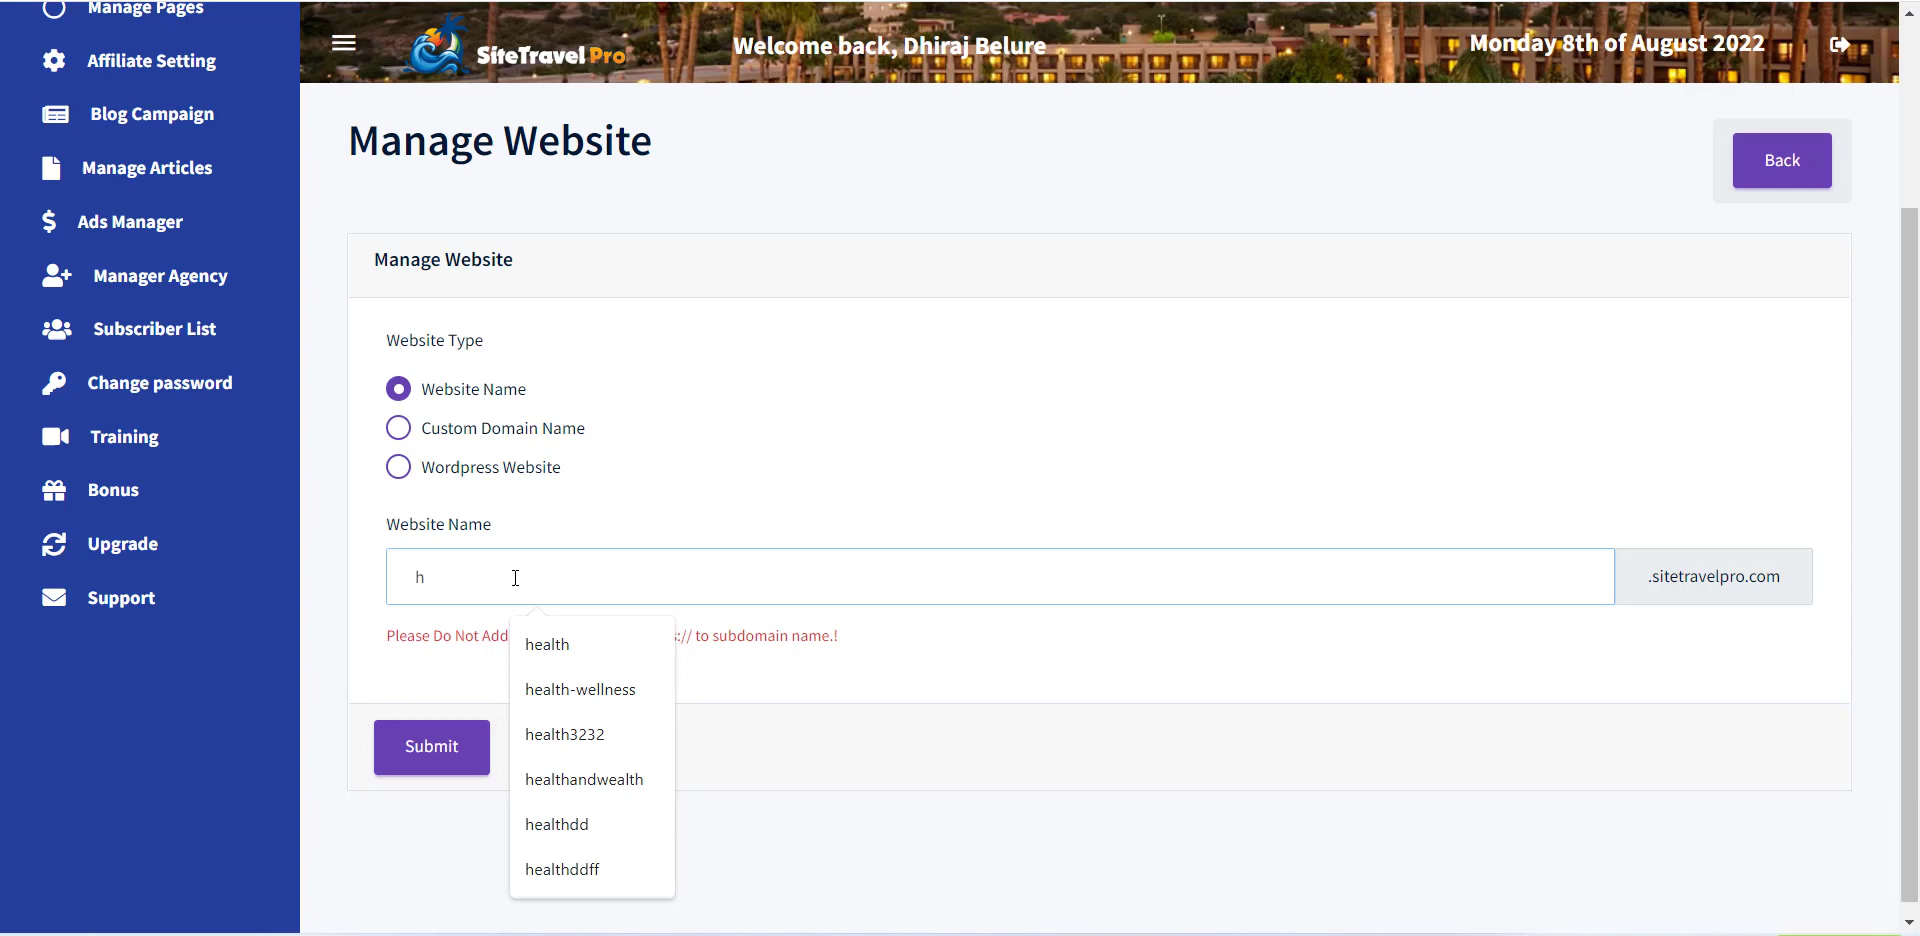 Manage Pages
Affiliate Setting
Blog Campaign
Manage Articles
Ads Manager
Manager Agency
Subscriber List
Change password
Training
Bonus
Upgrade
Support
SiteTravel Pro
Welcome back, Dhiraj Belure
Monday 8th of August 2022
Manage Website
Back
Manage Website
Website Type
Website Name
Custom Domain Name
Wordpress Website
Website Name
h
.sitetravelpro.com
Please Do Not Add s:// to subdomain name.!
health
health-wellness
health3232
healthandwealth
healthdd
healthddff
Submit